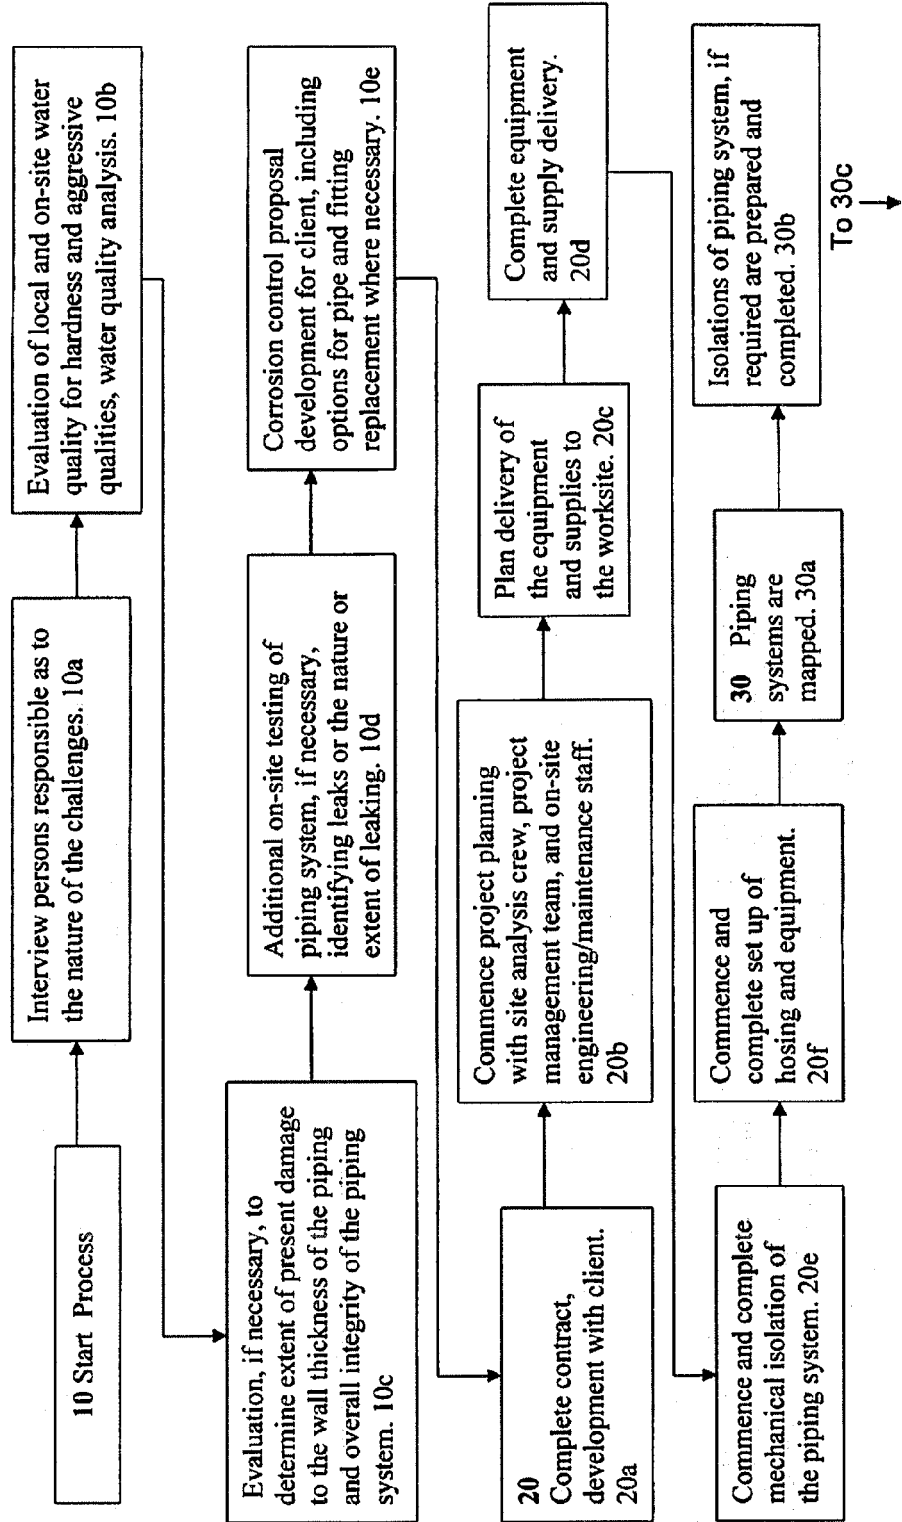 10 Start Process
Interview persons responsible as to
the nature of the challenges. 10a
Evaluation of local and on-site water
quality for hardness and aggressive
qualities, water quality analysis. 10b
Evaluation, if necessary, to
determine extent of present damage
to the wall thickness of the piping
and overall integrity of the piping
system. 10c
Additional on-site testing of
piping system, if necessary,
identifying leaks or the nature or
extent of leaking. 10d
Corrosion control proposal
development for client, including
options for pipe and fitting
replacement where necessary. 10e
20
Complete contract,
development with client.
20a
Commence project planning
with site analysis crew, project
management team, and on-site
engineering/maintenance staff.
20b
Plan delivery of
the equipment
and supplies to
the worksite. 20c
Complete equipment
and supply delivery.
20d
Commence and complete
mechanical isolation of
the piping system. 20e
Commence and
complete set up of
hosing and equipment.
20f
30 Piping
systems are
mapped. 30a
Isolations of piping system, if
required are prepared and
completed. 30b
To 30c